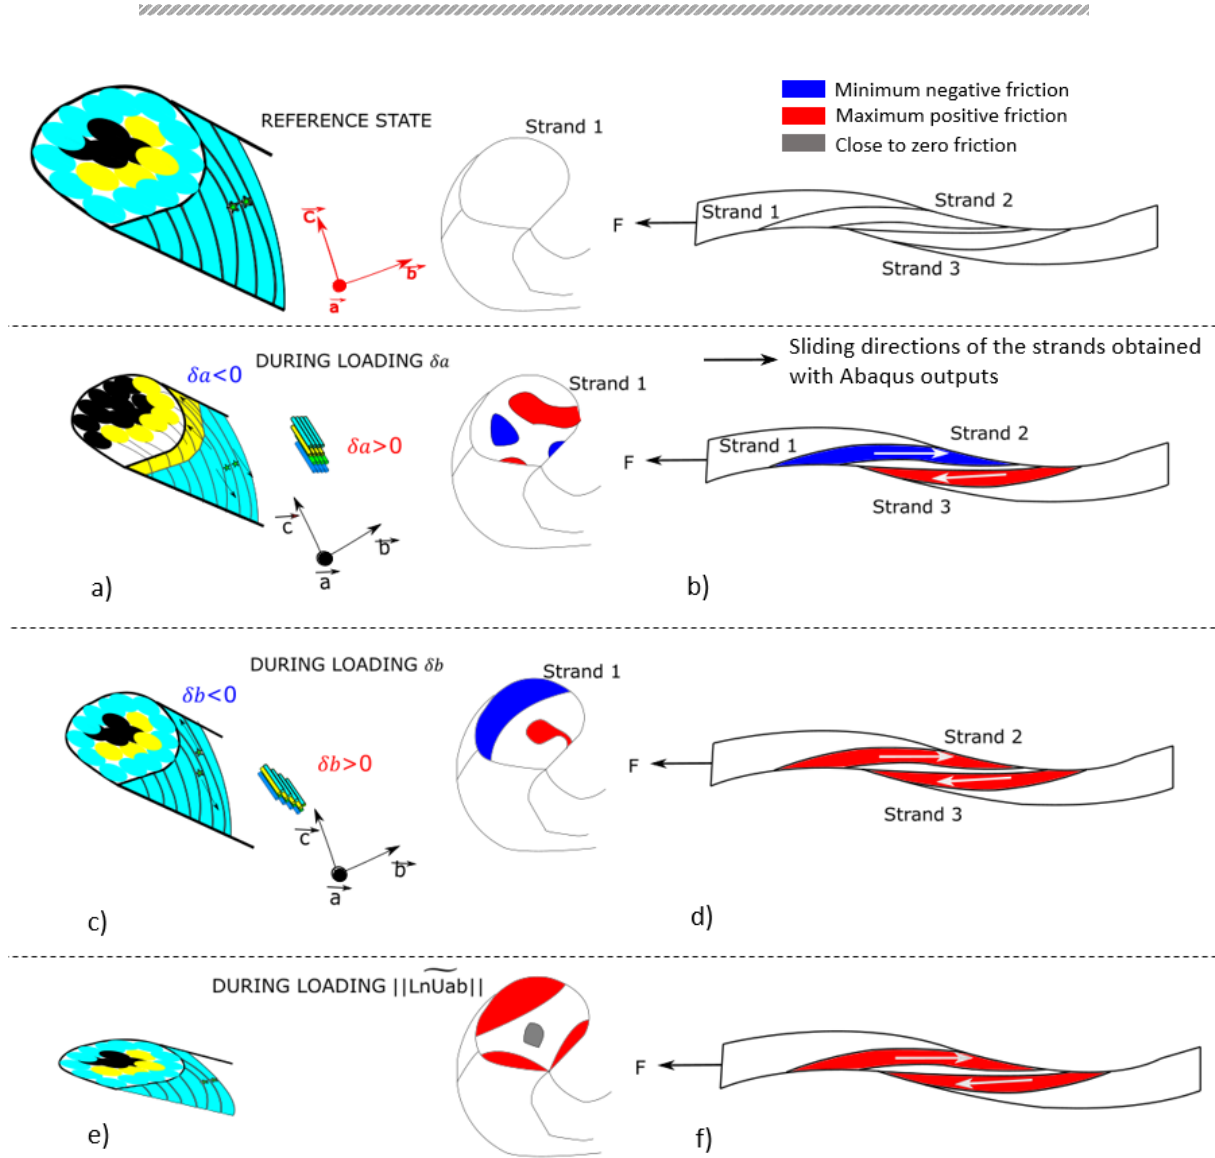 REFERENCE STATE
Strand 1
Minimum negative friction
Maximum positive friction
Close to zero friction
c
b
a
F
Strand 1
Strand 2
Strand 3
DURING LOADING δa
δa<0
δa>0
c
b
a
a)
Strand 1
Sliding directions of the strands obtained
with Abaqus outputs
Strand 1
Strand 2
F
Strand 3
b)
DURING LOADING δb
δb<0
δb>0
c
b
a
c)
Strand 1
Strand 2
F
Strand 3
d)
DURING LOADING ||LnUab||
e)
F
f)